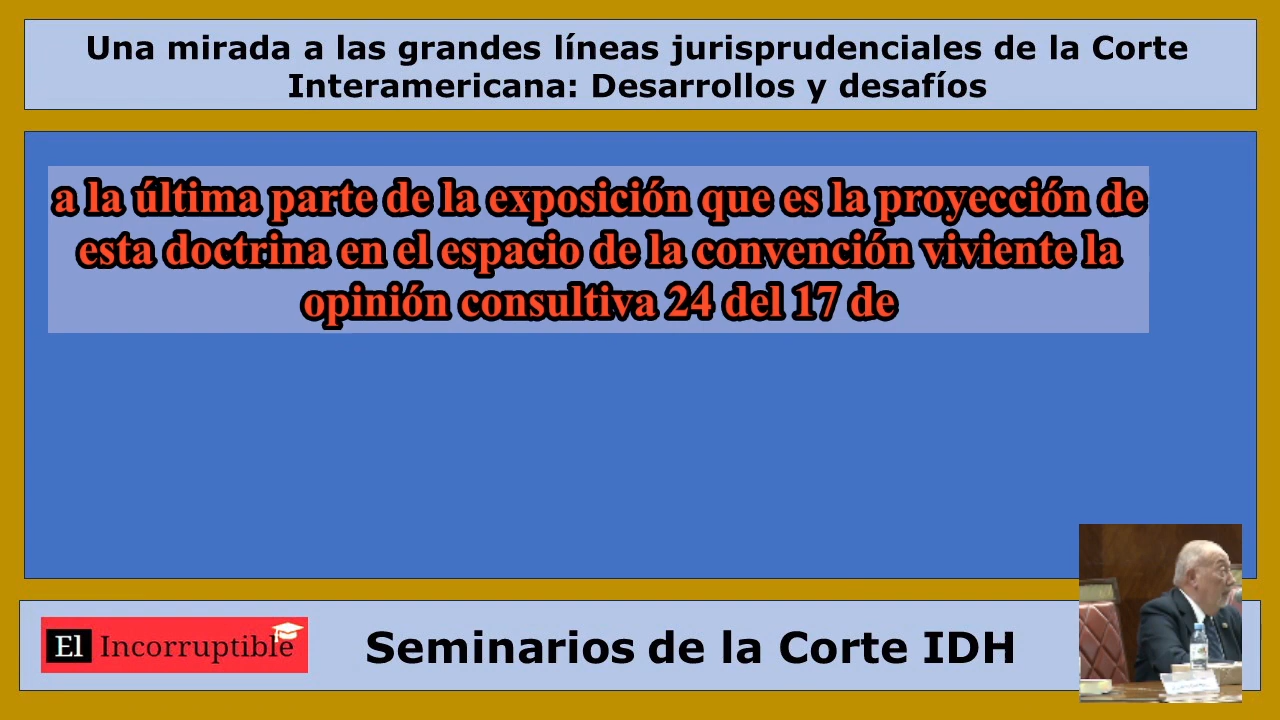 Una mirada a las grandes líneas jurisprudenciales de la Corte
Interamericana: Desarrollos y desafíos
a la última parte de la exposición que es la proyección de
esta doctrina en el espacio de la convención viviente la
opinión consultiva 24 del 17 de
El Incorruptible
Seminarios de la Corte IDH